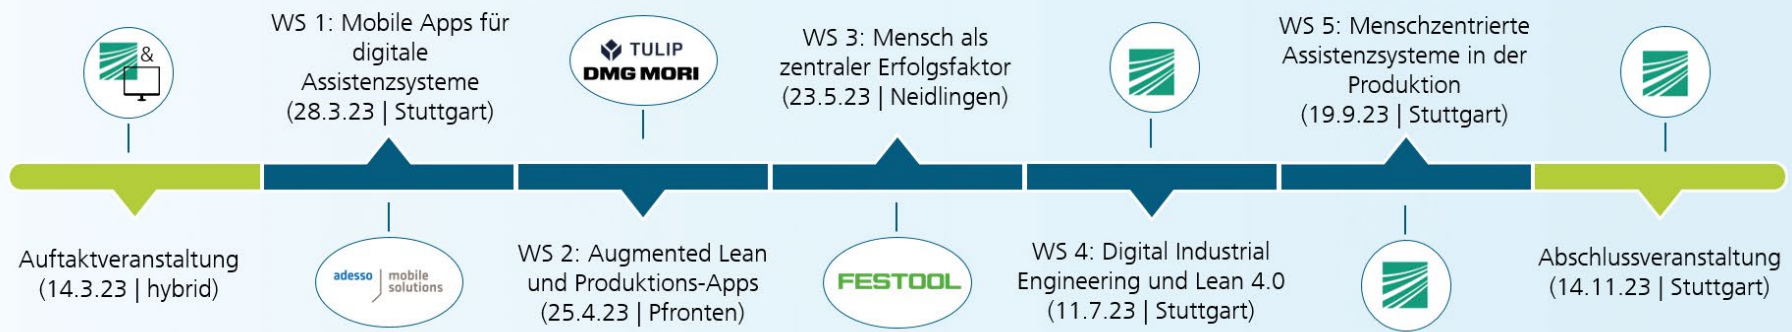 &
Auftaktveranstaltung
(14.3.23 | hybrid)
WS 1: Mobile Apps für
digitale
Assistenzsysteme
(28.3.23 | Stuttgart)
adesso | mobile
solutions
TULIP
DMG MORI
WS 2: Augmented Lean
und Produktions-Apps
(25.4.23 | Pfronten)
WS 3: Mensch als
zentraler Erfolgsfaktor
(23.5.23 | Neidlingen)
FESTOOL
WS 4: Digital Industrial
Engineering und Lean 4.0
(11.7.23 | Stuttgart)
WS 5: Menschzentrierte
Assistenzsysteme in der
Produktion
(19.9.23 | Stuttgart)
Abschlussveranstaltung
(14.11.23 | Stuttgart)